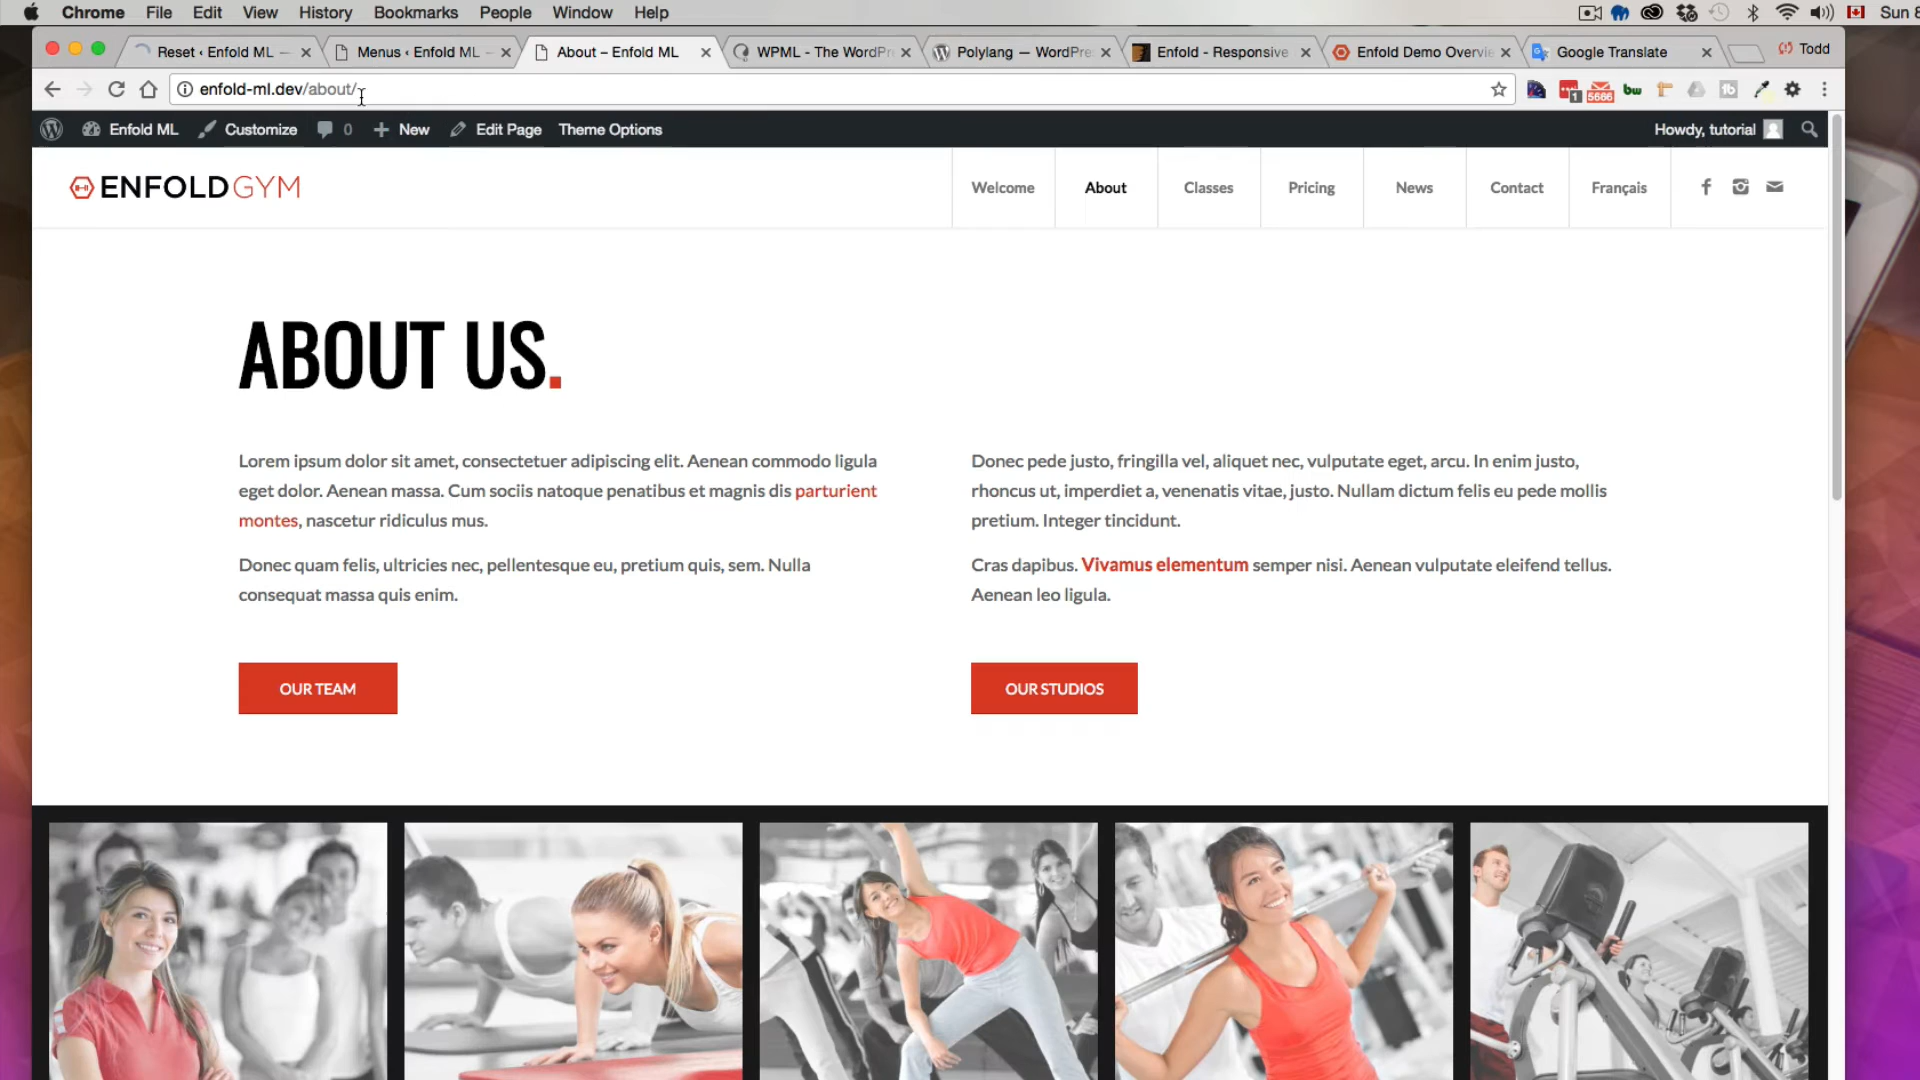 Chrome File Edit View History Bookmarks People Window Help Sun 8
Reset ‹ Enfold ML —
Menus ‹ Enfold ML –
About – Enfold ML
WPML - The WordPr
Polylang — WordPre
Enfold - Responsive
Enfold Demo Overvie
Google Translate
Todd
enfold-ml.dev/about/
1
5686
bw
Enfold ML Customize 0 New Edit Page Theme Options Howdy, tutorial
ENFOLDGYM
Welcome About Classes Pricing News Contact Français
ABOUT US.
Lorem ipsum dolor sit amet, consectetuer adipiscing elit. Aenean commodo ligula
eget dolor. Aenean massa. Cum sociis natoque penatibus et magnis dis parturient
montes, nascetur ridiculus mus.
Donec quam felis, ultricies nec, pellentesque eu, pretium quis, sem. Nulla
consequat massa quis enim.
OUR TEAM
Donec pede justo, fringilla vel, aliquet nec, vulputate eget, arcu. In enim justo,
rhoncus ut, imperdiet a, venenatis vitae, justo. Nullam dictum felis eu pede mollis
pretium. Integer tincidunt.
Cras dapibus. Vivamus elementum semper nisi. Aenean vulputate eleifend tellus.
Aenean leo ligula.
OUR STUDIOS